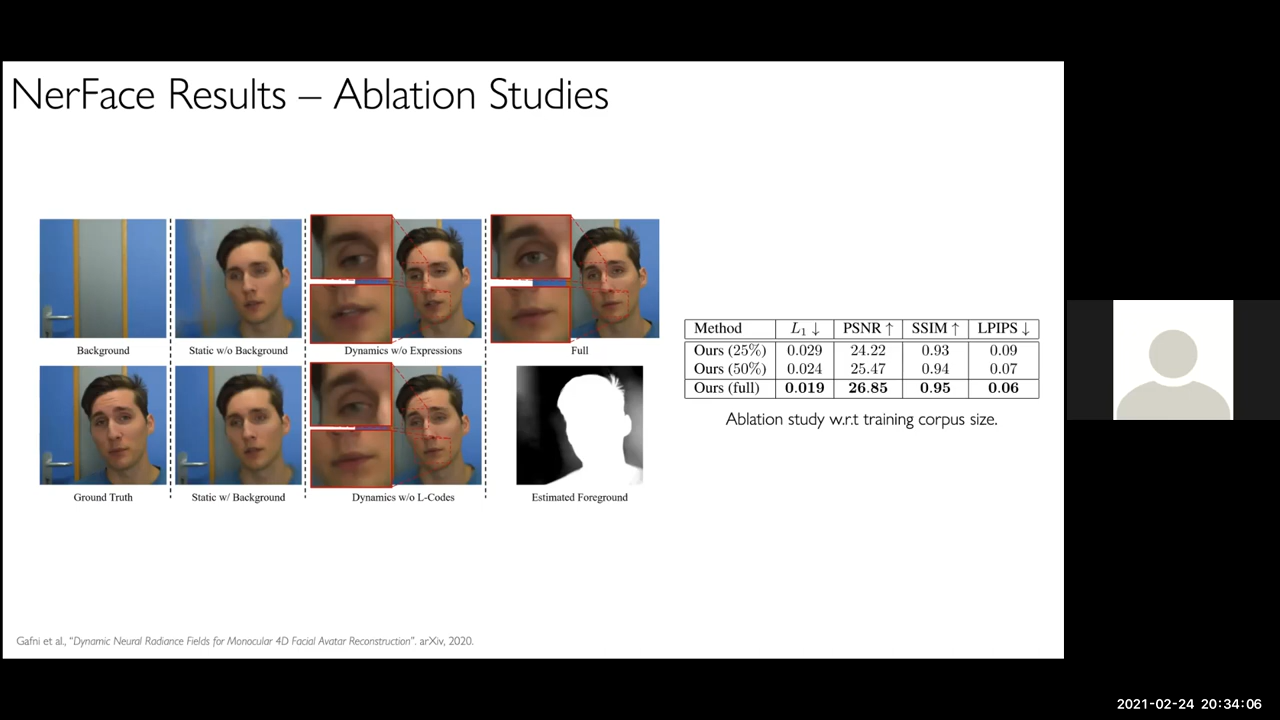 NerFace Results – Ablation Studies
Background
Static w/o Background
Dynamics w/o Expressions
Full
Ground Truth
Static w/ Background
Dynamics w/o L-Codes
Estimated Foreground
Method L₁ ↓ PSNR ↑ SSIM ↑ LPIPS ↓
Ours (25%) 0.029 24.22 0.93 0.09
Ours (50%) 0.024 25.47 0.94 0.07
Ours (full) 0.019 26.85 0.95 0.06
Ablation study w.r.t training corpus size.
Gafni et al., “Dynamic Neural Radiance Fields for Monocular 4D Facial Avatar Reconstruction”. arXiv, 2020.
2021-02-24 20:34:06